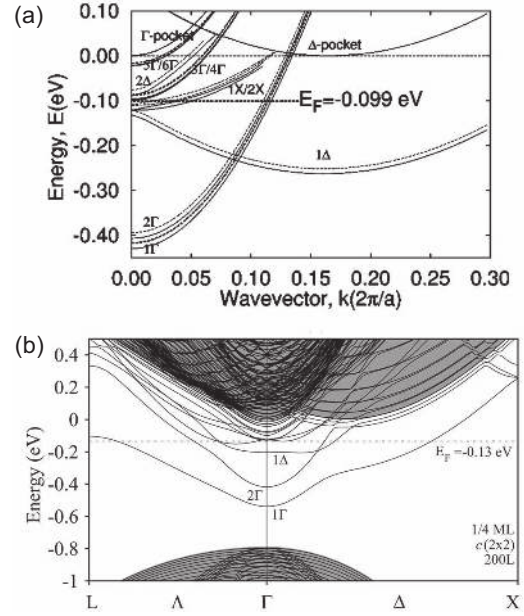 (a)
0.10
0.00
-0.10
-0.20
-0.30
-0.40
Energy, E(eV)
Γ-pocket
Δ-pocket
5Γ/6Γ
3Γ/4Γ
2Δ
1X/2X
E_F=-0.099 eV
1Δ
2Γ
1Γ
0.00 0.05 0.10 0.15 0.20 0.25 0.30
Wavevector, k(2π/a)
(b)
0.4
0.2
0
-0.2
-0.4
-0.6
-0.8
-1
Energy (eV)
1Δ
E_F=-0.13 eV
2Γ
1Γ
1/4 ML
c(2x2)
200L
L Λ Γ Δ X